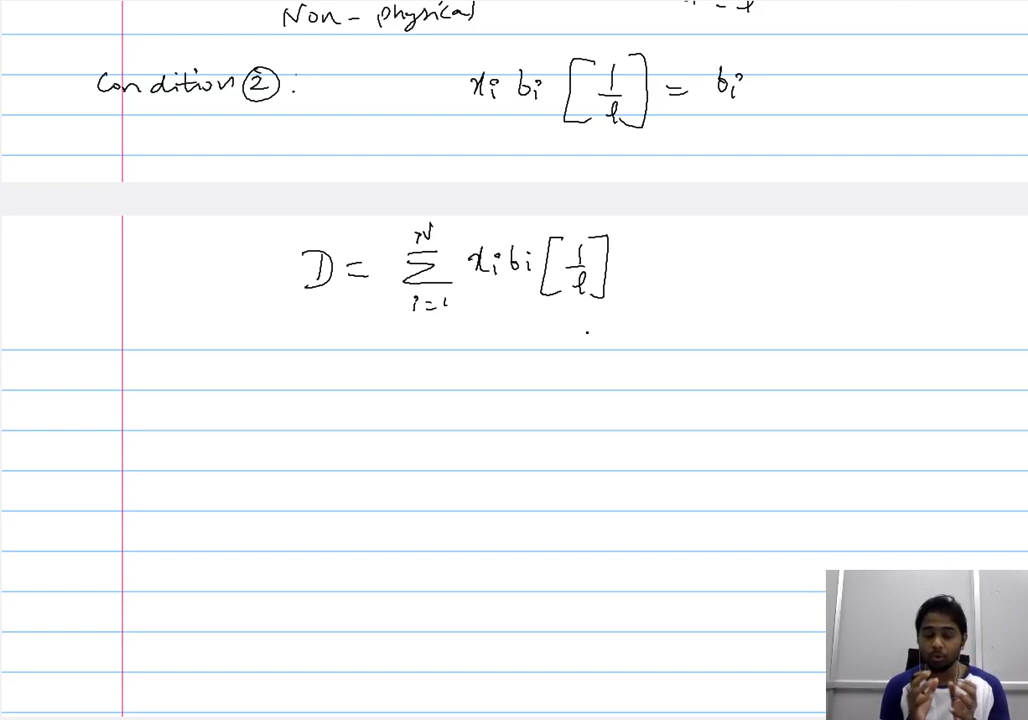 Non-physical
Condition ② : xi bi [1/l] = bi
D = Σ_{i=1}^{N} xi bi [1/l]